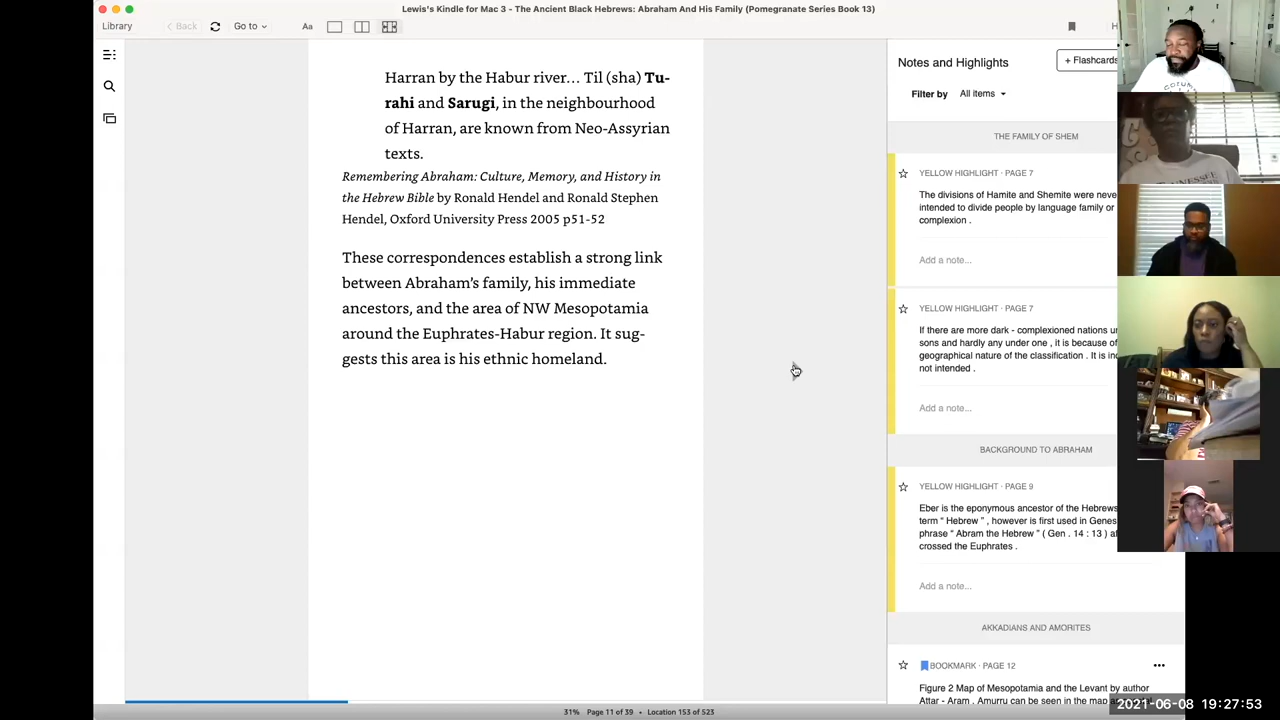 Lewis's Kindle for Mac 3 - The Ancient Black Hebrews: Abraham And His Family (Pomegranate Series Book 13)
Library
Back
Go to
Aa
Harran by the Habur river... Til (sha) Tu-
rahi and Sarugi, in the neighbourhood
of Harran, are known from Neo-Assyrian
texts.
Remembering Abraham: Culture, Memory, and History in
the Hebrew Bible by Ronald Hendel and Ronald Stephen
Hendel, Oxford University Press 2005 p51-52
These correspondences establish a strong link
between Abraham's family, his immediate
ancestors, and the area of NW Mesopotamia
around the Euphrates-Habur region. It sug-
gests this area is his ethnic homeland.
31% Page 11 of 39 • Location 153 of 523
Notes and Highlights
+ Flashcards
Filter by All items
THE FAMILY OF SHEM
YELLOW HIGHLIGHT · PAGE 7
The divisions of Hamite and Shemite were neve
intended to divide people by language family or
complexion .
Add a note...
YELLOW HIGHLIGHT · PAGE 7
If there are more dark - complexioned nations u
sons and hardly any under one , it is because of
geographical nature of the classification . It is inc
not intended .
Add a note...
BACKGROUND TO ABRAHAM
YELLOW HIGHLIGHT · PAGE 9
Eber is the eponymous ancestor of the Hebrews
term “ Hebrew ” , however is first used in Genes
phrase “ Abram the Hebrew ” ( Gen . 14 : 13 ) a
crossed the Euphrates .
Add a note...
AKKADIANS AND AMORITES
BOOKMARK · PAGE 12
Figure 2 Map of Mesopotamia and the Levant by author
Attar - Aram . Amurru can be seen in the map
2021-06-08 19:27:53